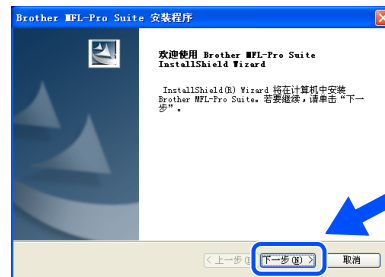 Brother MFL-Pro Suite 安装程序
欢迎使用 Brother MFL-Pro Suite
InstallShield Wizard
InstallShield(R) Wizard 将在计算机中安装
Brother MFL-Pro Suite。若要继续，请单击“下一
步”。
< 上一步(B) 下一步(N) > 取消